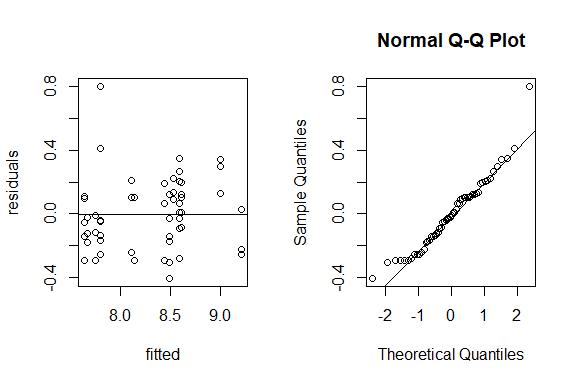 Normal Q-Q Plot
residuals
-0.4
0.0
0.4
0.8
8.0 8.5 9.0
fitted
Sample Quantiles
-0.4
0.0
0.4
0.8
-2 -1 0 1 2
Theoretical Quantiles